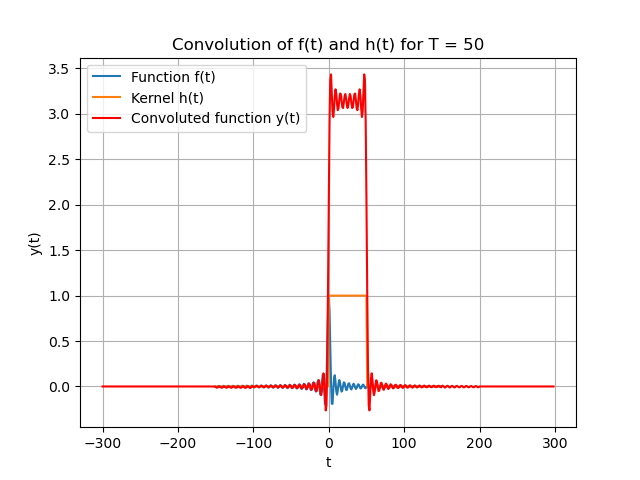 Convolution of f(t) and h(t) for T = 50
Function f(t)
Kernel h(t)
Convoluted function y(t)
y(t)
3.5
3.0
2.5
2.0
1.5
1.0
0.5
0.0
−300 −200 −100 0 100 200 300
t